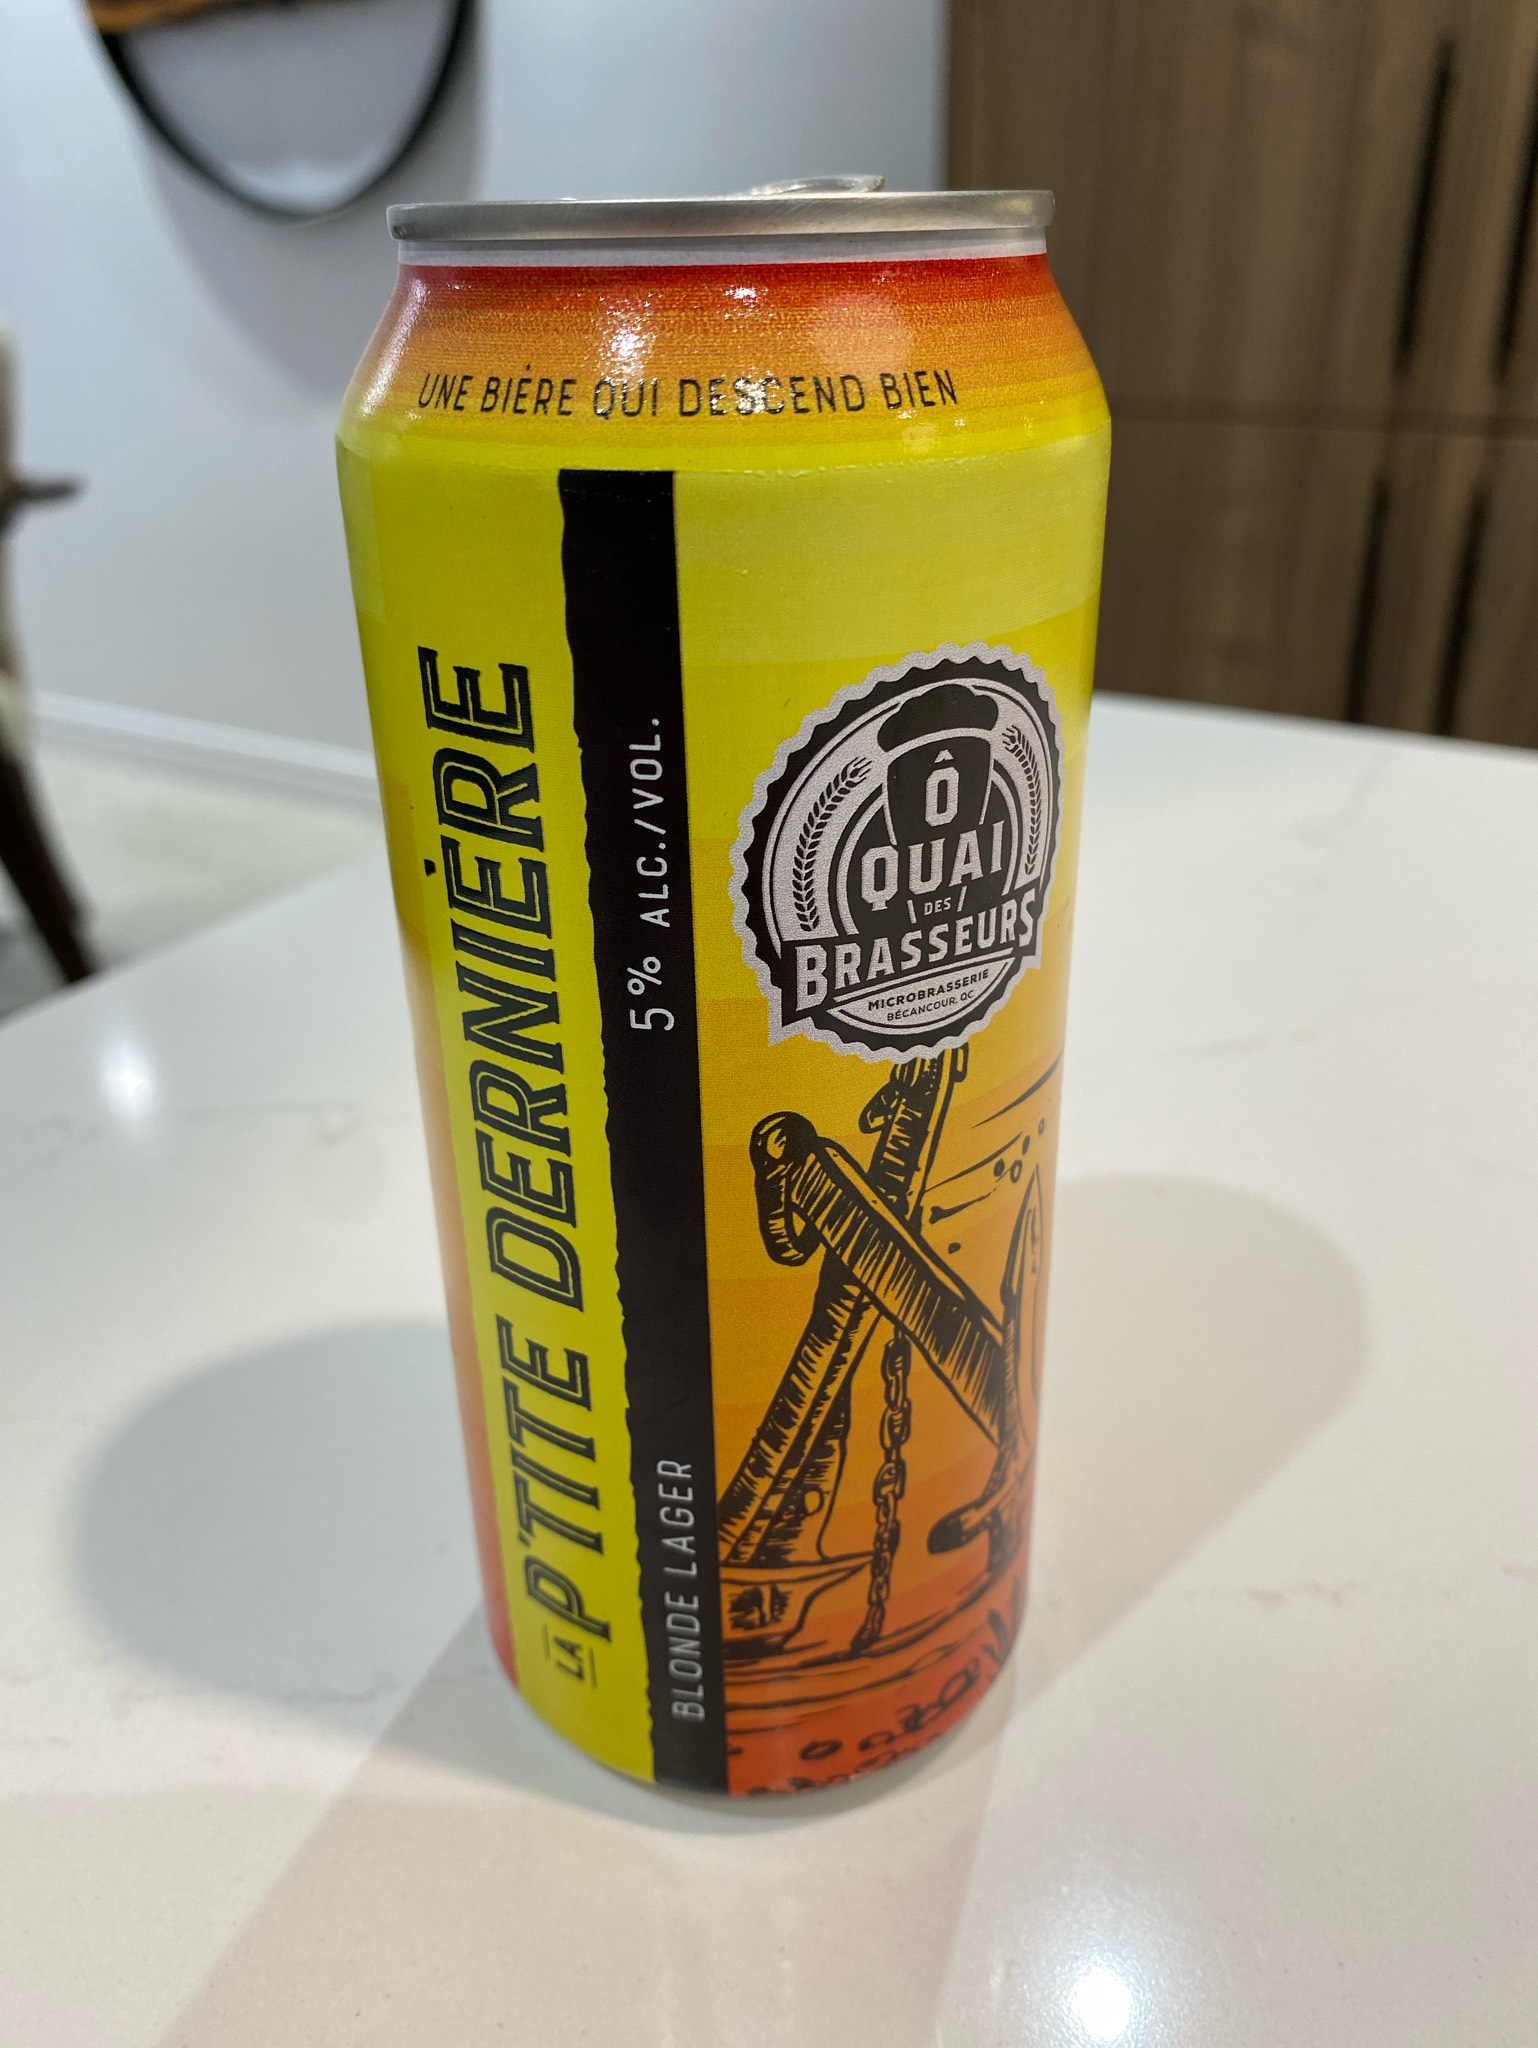 UNE BIÈRE QUI DESCEND BIEN
LA P'TITE DERNIÈRE
BLONDE LAGER
5% ALC./VOL.
Ô
QUAI
DES
BRASSEURS
MICROBRASSERIE
BÉCANCOUR, QC